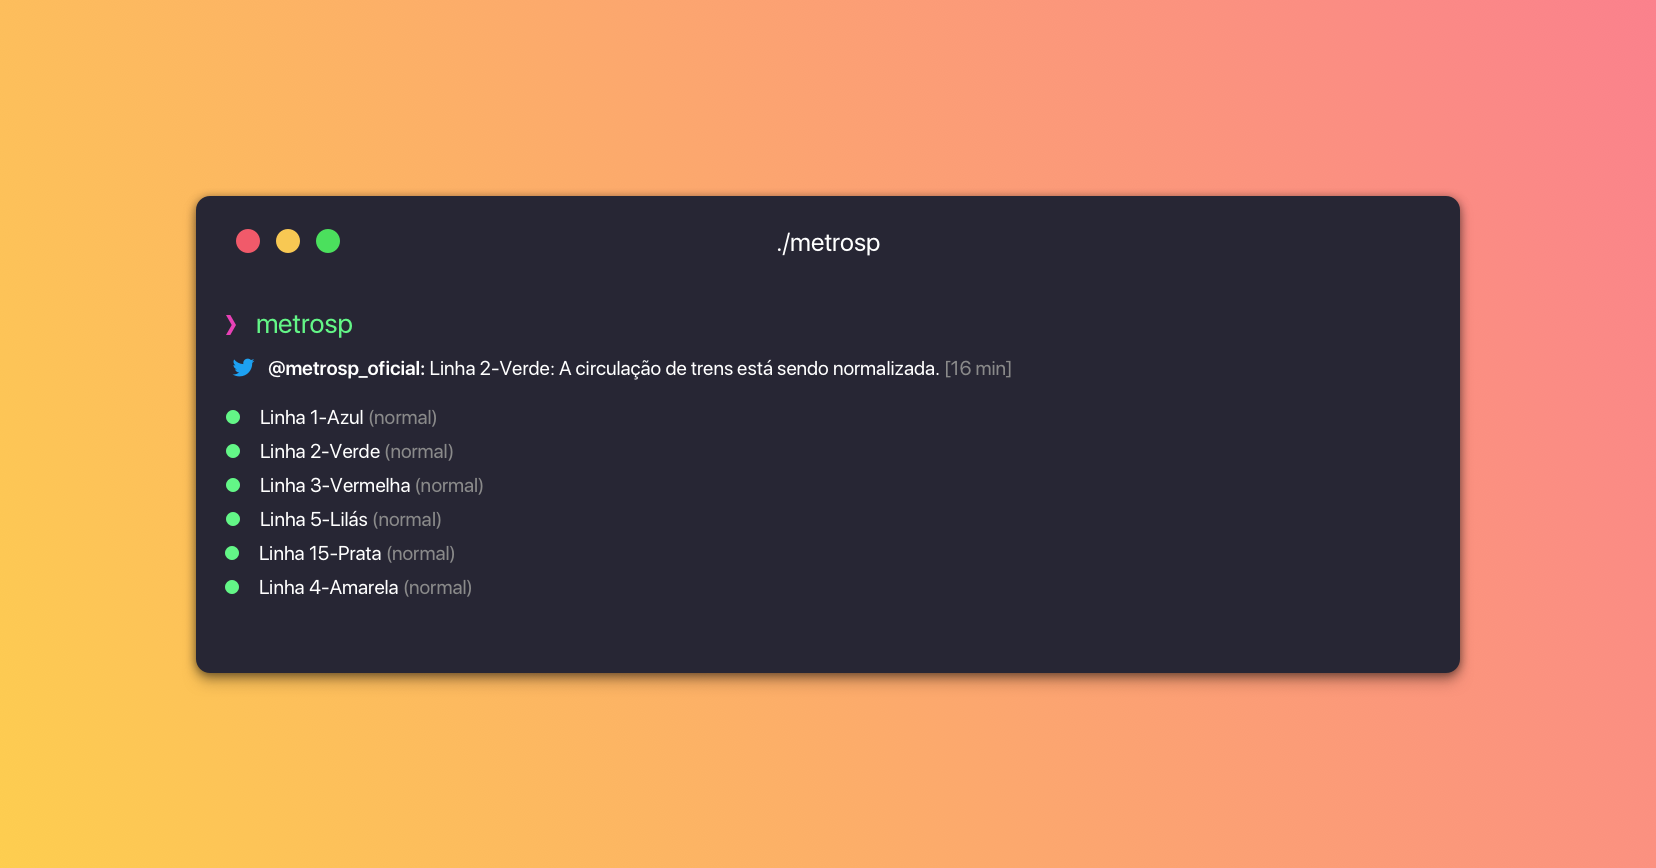 ./metrosp
❯ metrosp
@metrosp_oficial: Linha 2-Verde: A circulação de trens está sendo normalizada. [16 min]
Linha 1-Azul (normal)
Linha 2-Verde (normal)
Linha 3-Vermelha (normal)
Linha 5-Lilás (normal)
Linha 15-Prata (normal)
Linha 4-Amarela (normal)